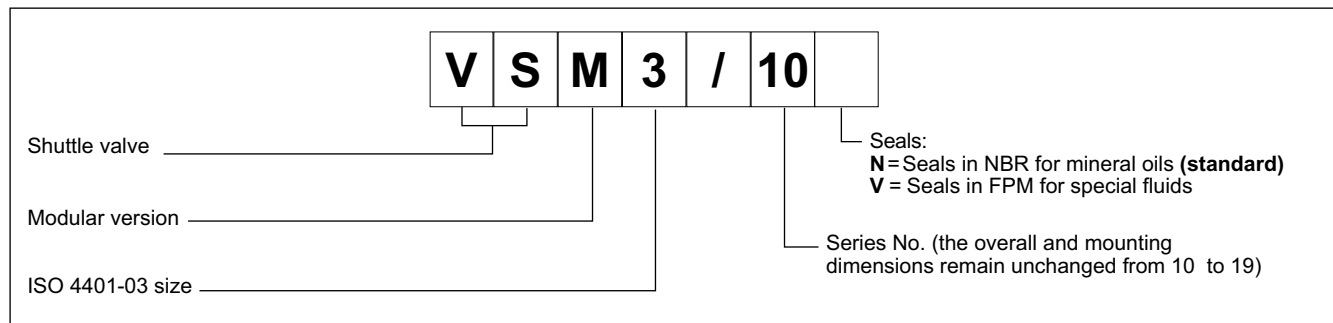 V S M 3 / 10
Shuttle valve
Seals:
N = Seals in NBR for mineral oils (standard)
V = Seals in FPM for special fluids
Modular version
Series No. (the overall and mounting
dimensions remain unchanged from 10 to 19)
ISO 4401-03 size